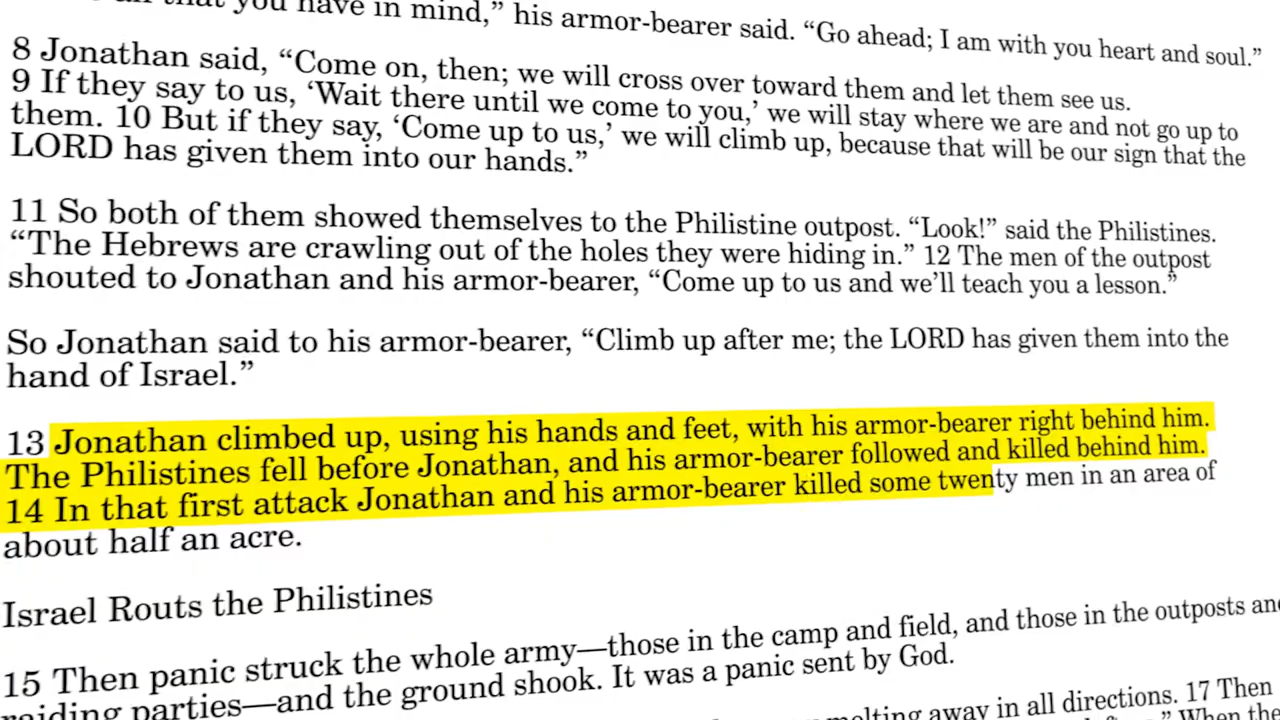 that you have in mind,” his armor-bearer said. “Go ahead; I am with you heart and soul.”
8 Jonathan said, “Come on, then; we will cross over toward them and let them see us.
9 If they say to us, ‘Wait there until we come to you,’ we will stay where we are and not go up to
them. 10 But if they say, ‘Come up to us,’ we will climb up, because that will be our sign that the
LORD has given them into our hands.”
11 So both of them showed themselves to the Philistine outpost. “Look!” said the Philistines.
“The Hebrews are crawling out of the holes they were hiding in.” 12 The men of the outpost
shouted to Jonathan and his armor-bearer, “Come up to us and we’ll teach you a lesson.”
So Jonathan said to his armor-bearer, “Climb up after me; the LORD has given them into the
hand of Israel.”
13 Jonathan climbed up, using his hands and feet, with his armor-bearer right behind him.
The Philistines fell before Jonathan, and his armor-bearer followed and killed behind him.
14 In that first attack Jonathan and his armor-bearer killed some twenty men in an area of
about half an acre.
Israel Routs the Philistines
15 Then panic struck the whole army—those in the camp and field, and those in the outposts and
raiding parties—and the ground shook. It was a panic sent by God.
melting away in all directions. 17 Then
When the